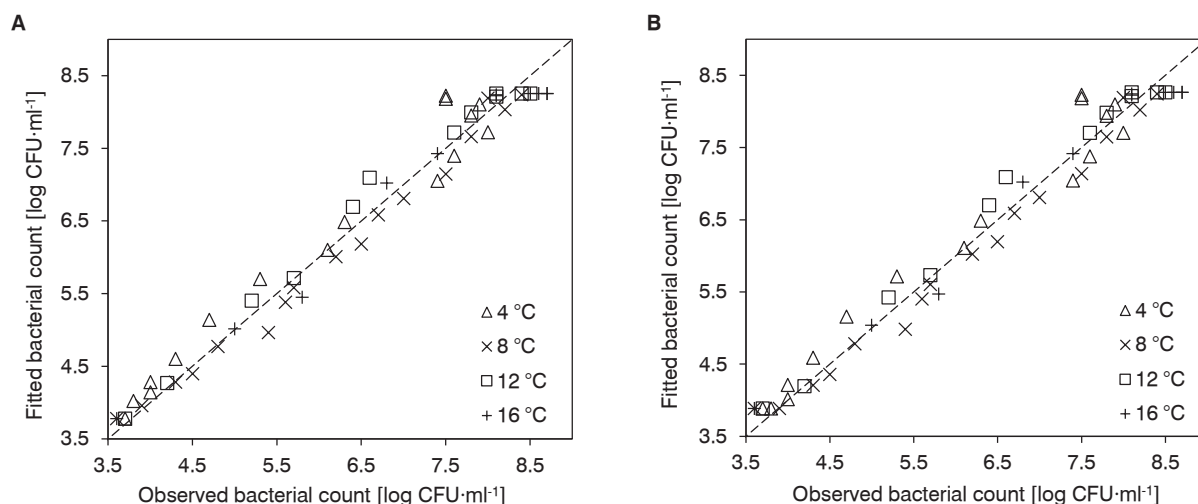 A
Fitted bacterial count [log CFU·ml-1]
8.5
7.5
6.5
5.5
4.5
3.5
3.5 4.5 5.5 6.5 7.5 8.5
Observed bacterial count [log CFU·ml-1]
4 °C
8 °C
12 °C
16 °C
B
Fitted bacterial count [log CFU·ml-1]
8.5
7.5
6.5
5.5
4.5
3.5
3.5 4.5 5.5 6.5 7.5 8.5
Observed bacterial count [log CFU·ml-1]
4 °C
8 °C
12 °C
16 °C